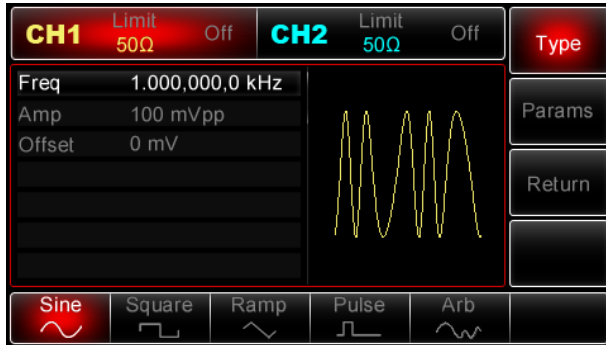 CH1 Limit Off CH2 Limit Off Type
50Ω 50Ω
Freq 1.000,000,0 kHz
Amp 100 mVpp Params
Offset 0 mV
Return
Sine Square Ramp Pulse Arb